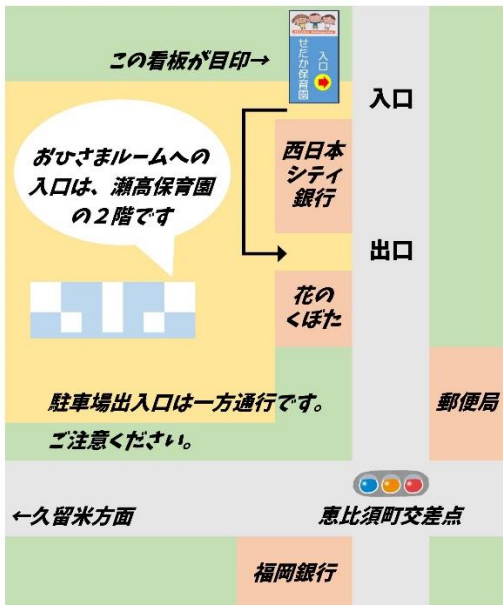 この看板が目印→
入口
せたか保育園
入口
おひさまルームへの
入口は、瀬高保育園
の２階です
西日本
シティ
銀行
出口
花の
くぼた
駐車場出入口は一方通行です。
ご注意ください。
郵便局
←久留米方面
恵比須町交差点
福岡銀行